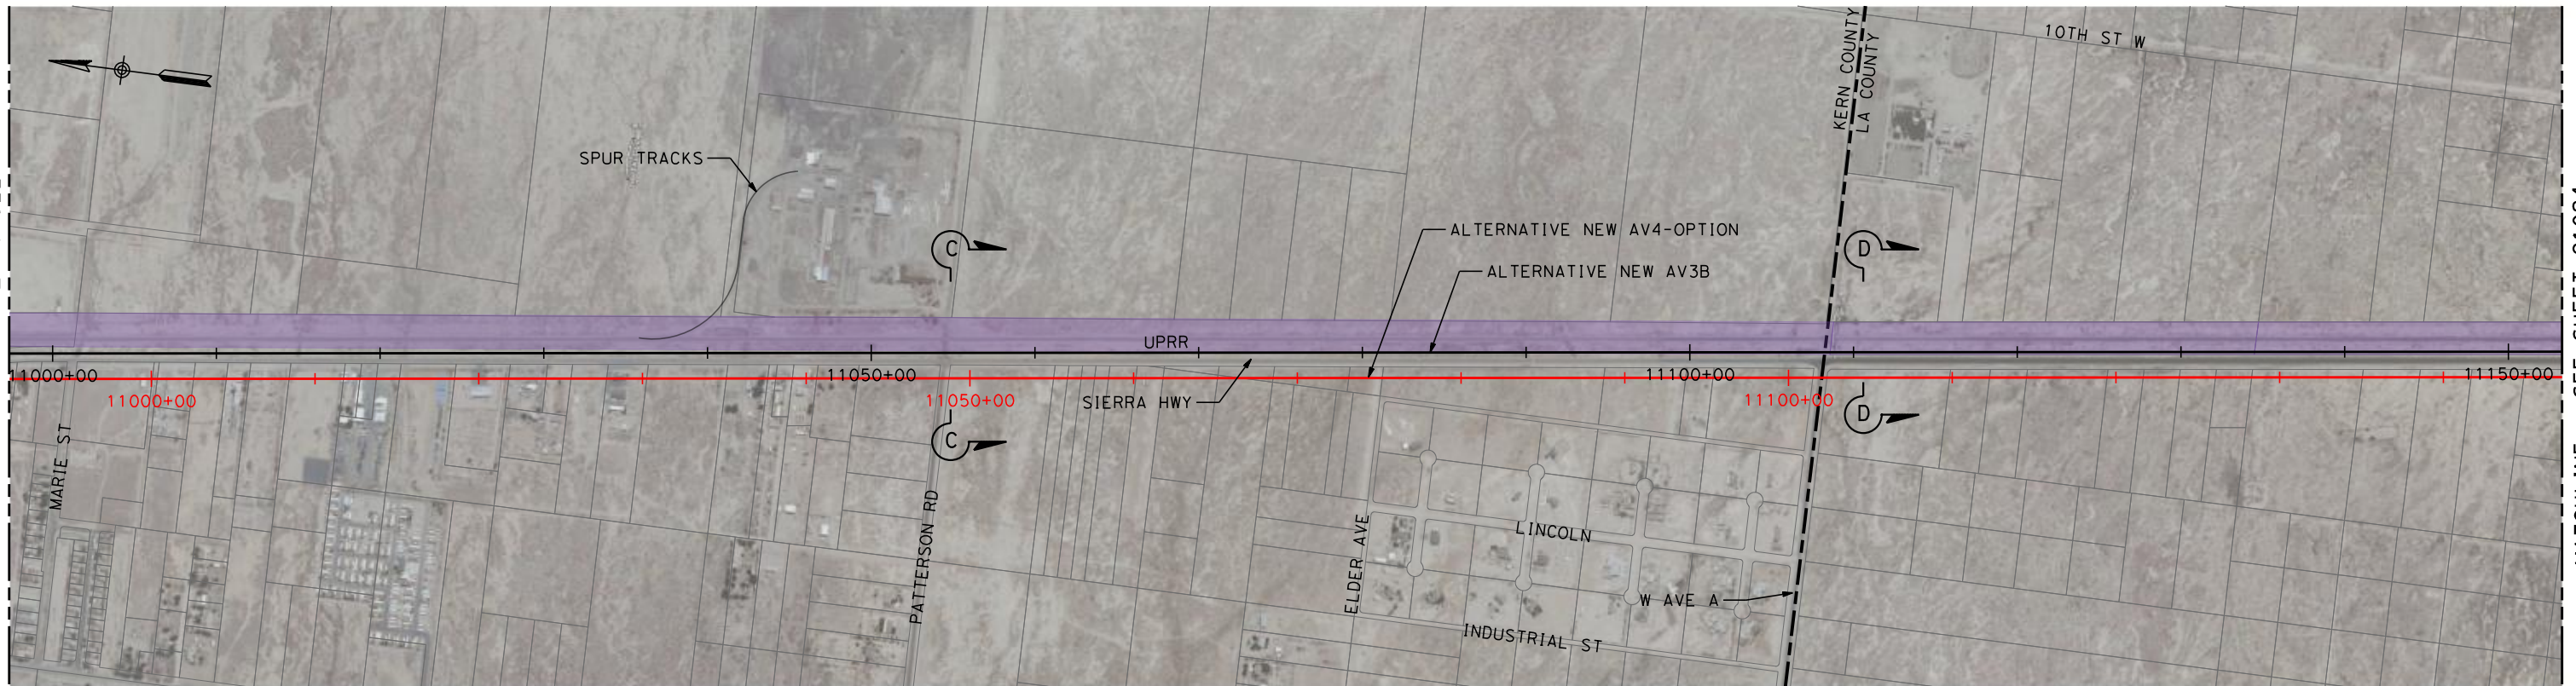 10TH ST W
KERN COUNTY
LA COUNTY
SPUR TRACKS
C
D
ALTERNATIVE NEW AV4-OPTION
ALTERNATIVE NEW AV3B
UPRR
11000+00
11050+00
11100+00
11150+00
11000+00
11050+00
11100+00
SIERRA HWY
C
D
MARIE ST
PATTERSON RD
ELDER AVE
LINCOLN
W AVE A
INDUSTRIAL ST